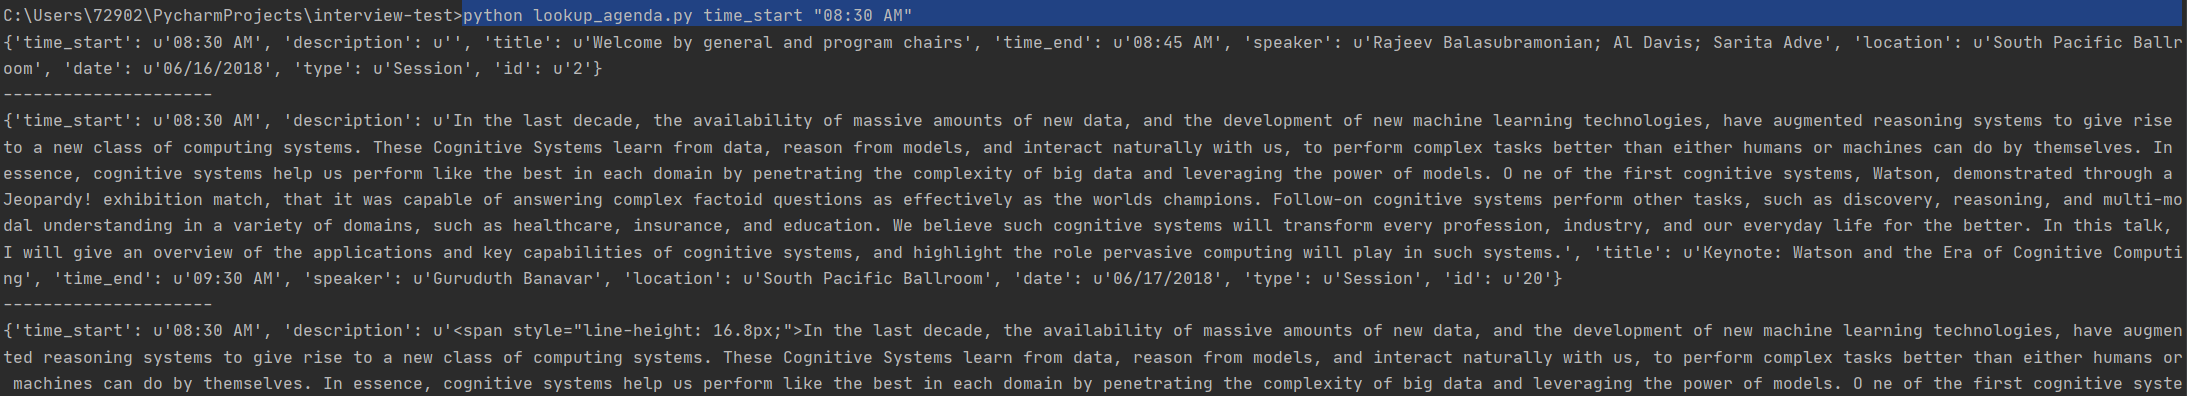 C:\Users\72902\PycharmProjects\interview-test>python lookup_agenda.py time_start "08:30 AM"
{'time_start': u'08:30 AM', 'description': u'', 'title': u'Welcome by general and program chairs', 'time_end': u'08:45 AM', 'speaker': u'Rajeev Balasubramonian; Al Davis; Sarita Adve', 'location': u'South Pacific Ballr
oom', 'date': u'06/16/2018', 'type': u'Session', 'id': u'2'}
---------------------
{'time_start': u'08:30 AM', 'description': u'In the last decade, the availability of massive amounts of new data, and the development of new machine learning technologies, have augmented reasoning systems to give rise
to a new class of computing systems. These Cognitive Systems learn from data, reason from models, and interact naturally with us, to perform complex tasks better than either humans or machines can do by themselves. In
essence, cognitive systems help us perform like the best in each domain by penetrating the complexity of big data and leveraging the power of models. O ne of the first cognitive systems, Watson, demonstrated through a
Jeopardy! exhibition match, that it was capable of answering complex factoid questions as effectively as the worlds champions. Follow-on cognitive systems perform other tasks, such as discovery, reasoning, and multi-mo
dal understanding in a variety of domains, such as healthcare, insurance, and education. We believe such cognitive systems will transform every profession, industry, and our everyday life for the better. In this talk,
I will give an overview of the applications and key capabilities of cognitive systems, and highlight the role pervasive computing will play in such systems.', 'title': u'Keynote: Watson and the Era of Cognitive Computi
ng', 'time_end': u'09:30 AM', 'speaker': u'Guruduth Banavar', 'location': u'South Pacific Ballroom', 'date': u'06/17/2018', 'type': u'Session', 'id': u'20'}
---------------------
{'time_start': u'08:30 AM', 'description': u'<span style="line-height: 16.8px;">In the last decade, the availability of massive amounts of new data, and the development of new machine learning technologies, have augmen
ted reasoning systems to give rise to a new class of computing systems. These Cognitive Systems learn from data, reason from models, and interact naturally with us, to perform complex tasks better than either humans or
 machines can do by themselves. In essence, cognitive systems help us perform like the best in each domain by penetrating the complexity of big data and leveraging the power of models. O ne of the first cognitive syste